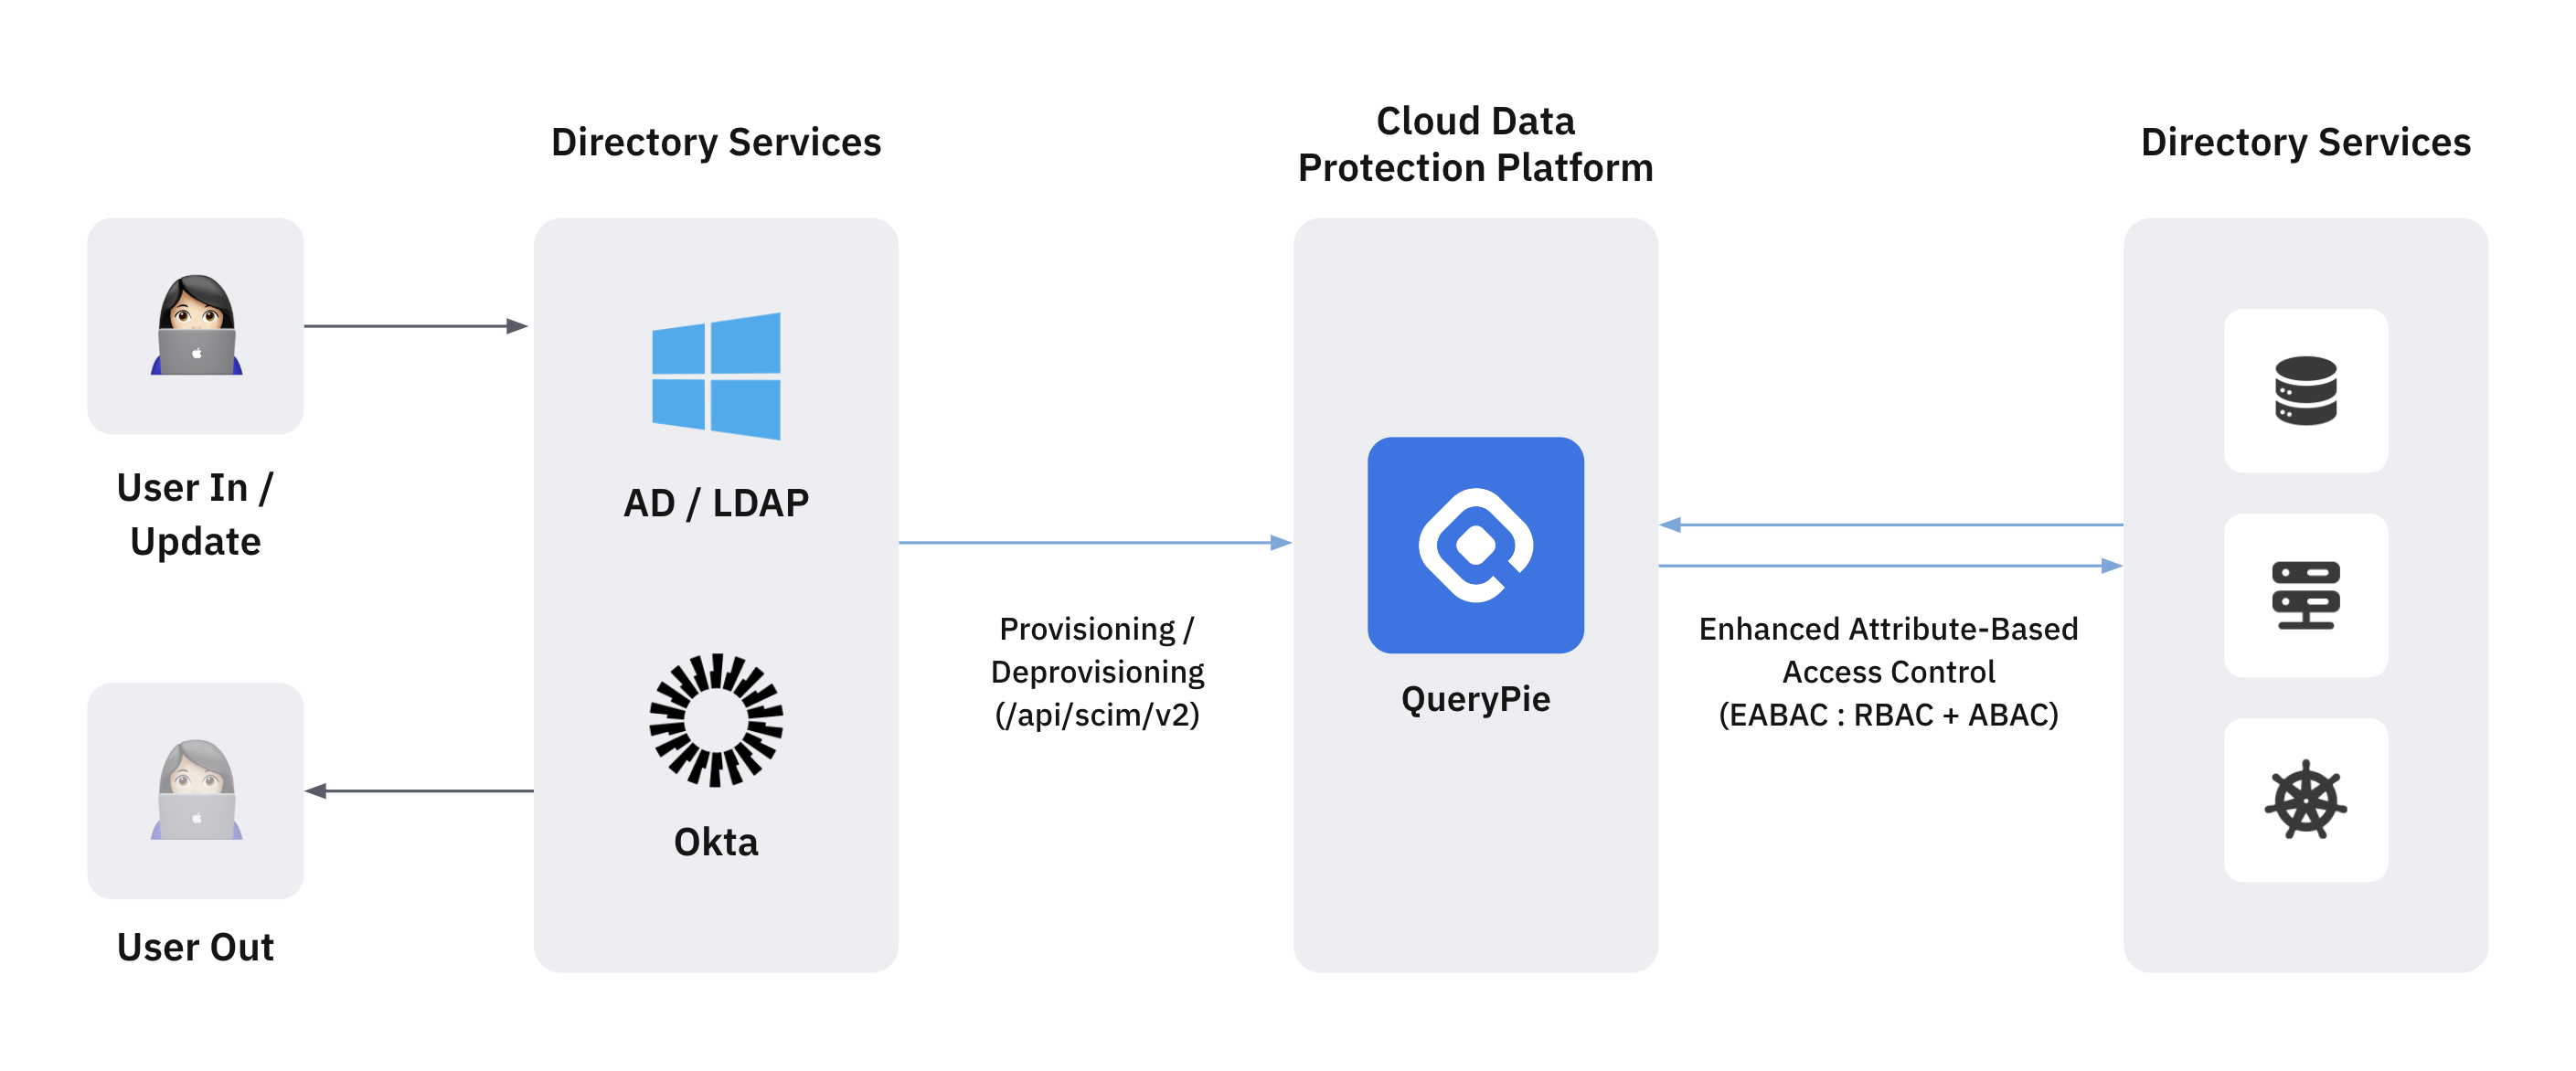 Directory Services
Cloud Data
Protection Platform
Directory Services
User In /
Update
AD / LDAP
Okta
User Out
Provisioning /
Deprovisioning
(/api/scim/v2)
QueryPie
Enhanced Attribute-Based
Access Control
(EABAC : RBAC + ABAC)